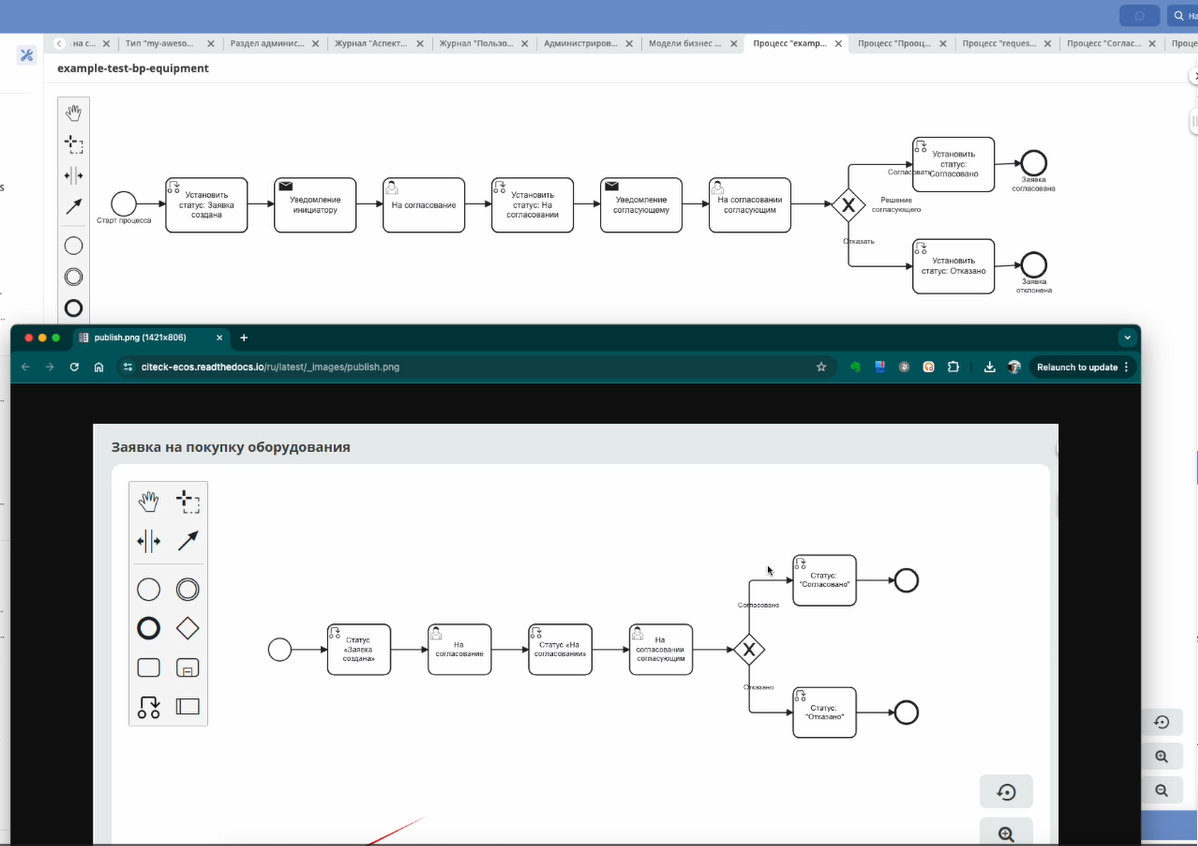 на с...
Тип "my-aweso...
Раздел админис...
Журнал "Аспект...
Журнал "Пользо...
Администриров...
Модели бизнес ...
Процесс "examp...
Процесс "Прооц...
Процесс "reques...
Процесс "Соглас...
Проце
example-test-bp-equipment
Старт процесса
Установить
статус: Заявка
создана
Уведомление
инициатору
На согласование
Установить
статус: На
согласовании
Уведомление
согласующему
На согласовании
согласующим
Решение
согласующего
Согласовать
Установить
статус:
Согласовано
Заявка
согласована
Отказать
Установить
статус: Отказано
Заявка
отклонена
publish.png (1421×806)
citeck-ecos.readthedocs.io/ru/latest/_images/publish.png
Relaunch to update
Заявка на покупку оборудования
Статус
«Заявка
создана»
На
согласование
Статус «На
согласовании»
На
согласовании
согласующим
Согласовано
Статус:
"Согласовано"
Отказано
Статус:
"Отказано"